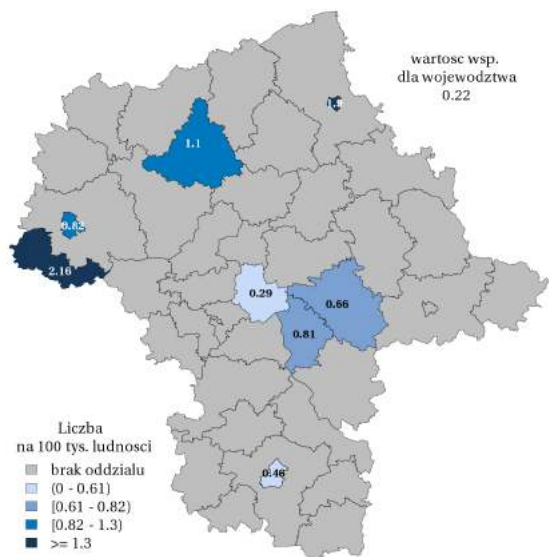 wartosc wsp.
dla wojewodztwa
0.22
1.1
0.82
2.16
0.29
0.66
0.81
0.46
Liczba
na 100 tys. ludnosci
brak oddzialu
(0 - 0.61)
[0.61 - 0.82)
[0.82 - 1.3)
>= 1.3